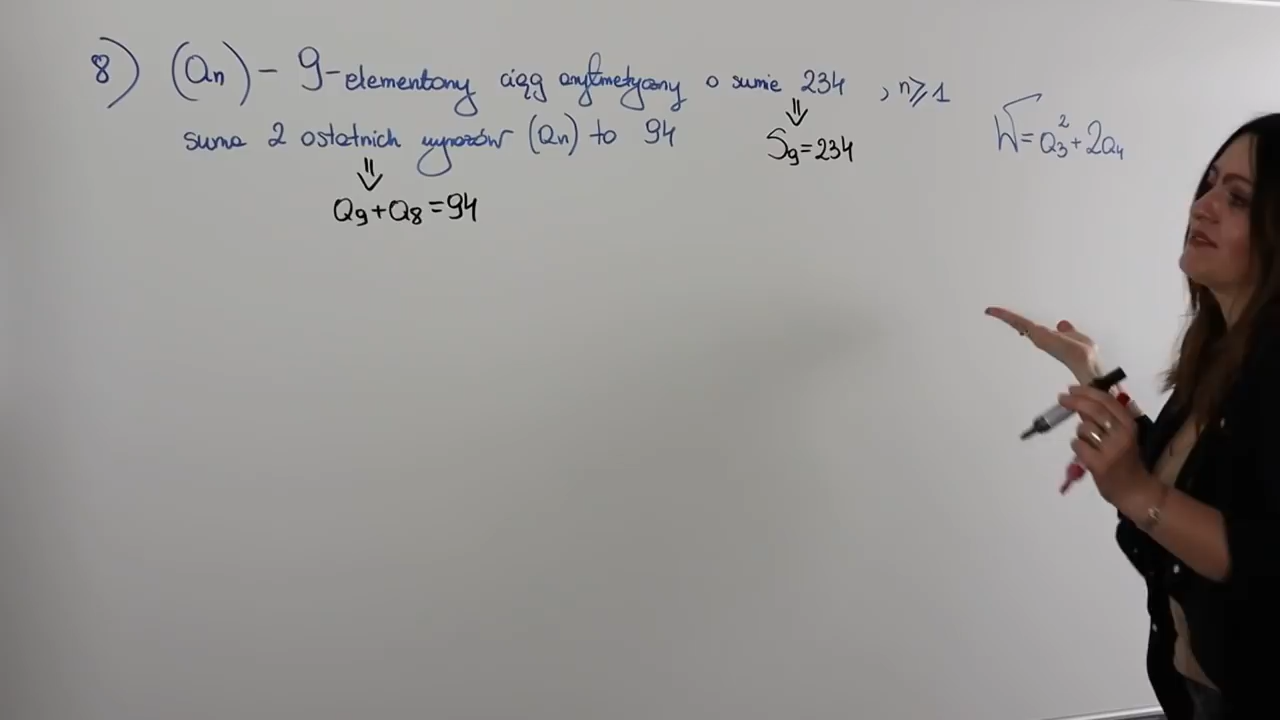 8) (an) - 9-elementowy ciąg arytmetyczny o sumie 234 , n⩾1
suma 2 ostatnich wyrazów (an) to 94
⇓ S₉=234
W=a₃²+2a₄
⇓
a₉+a₈=94